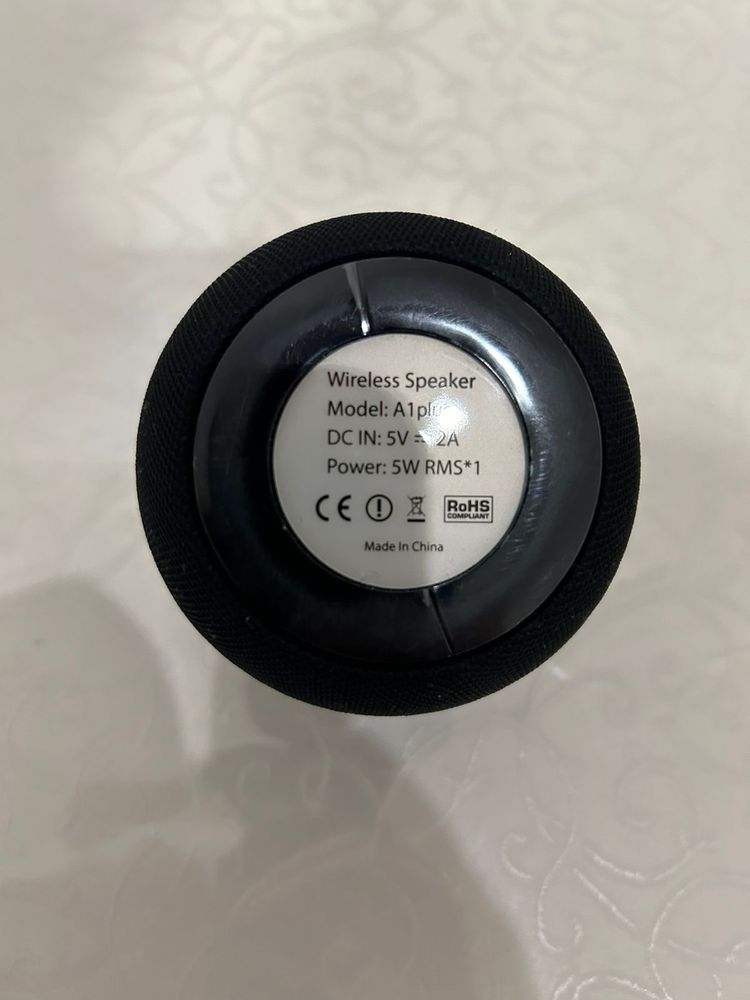 Wireless Speaker
Model: A1plus
DC IN: 5V ⎓ 2A
Power: 5W RMS*1
CE RoHS
COMPLIANT
Made In China